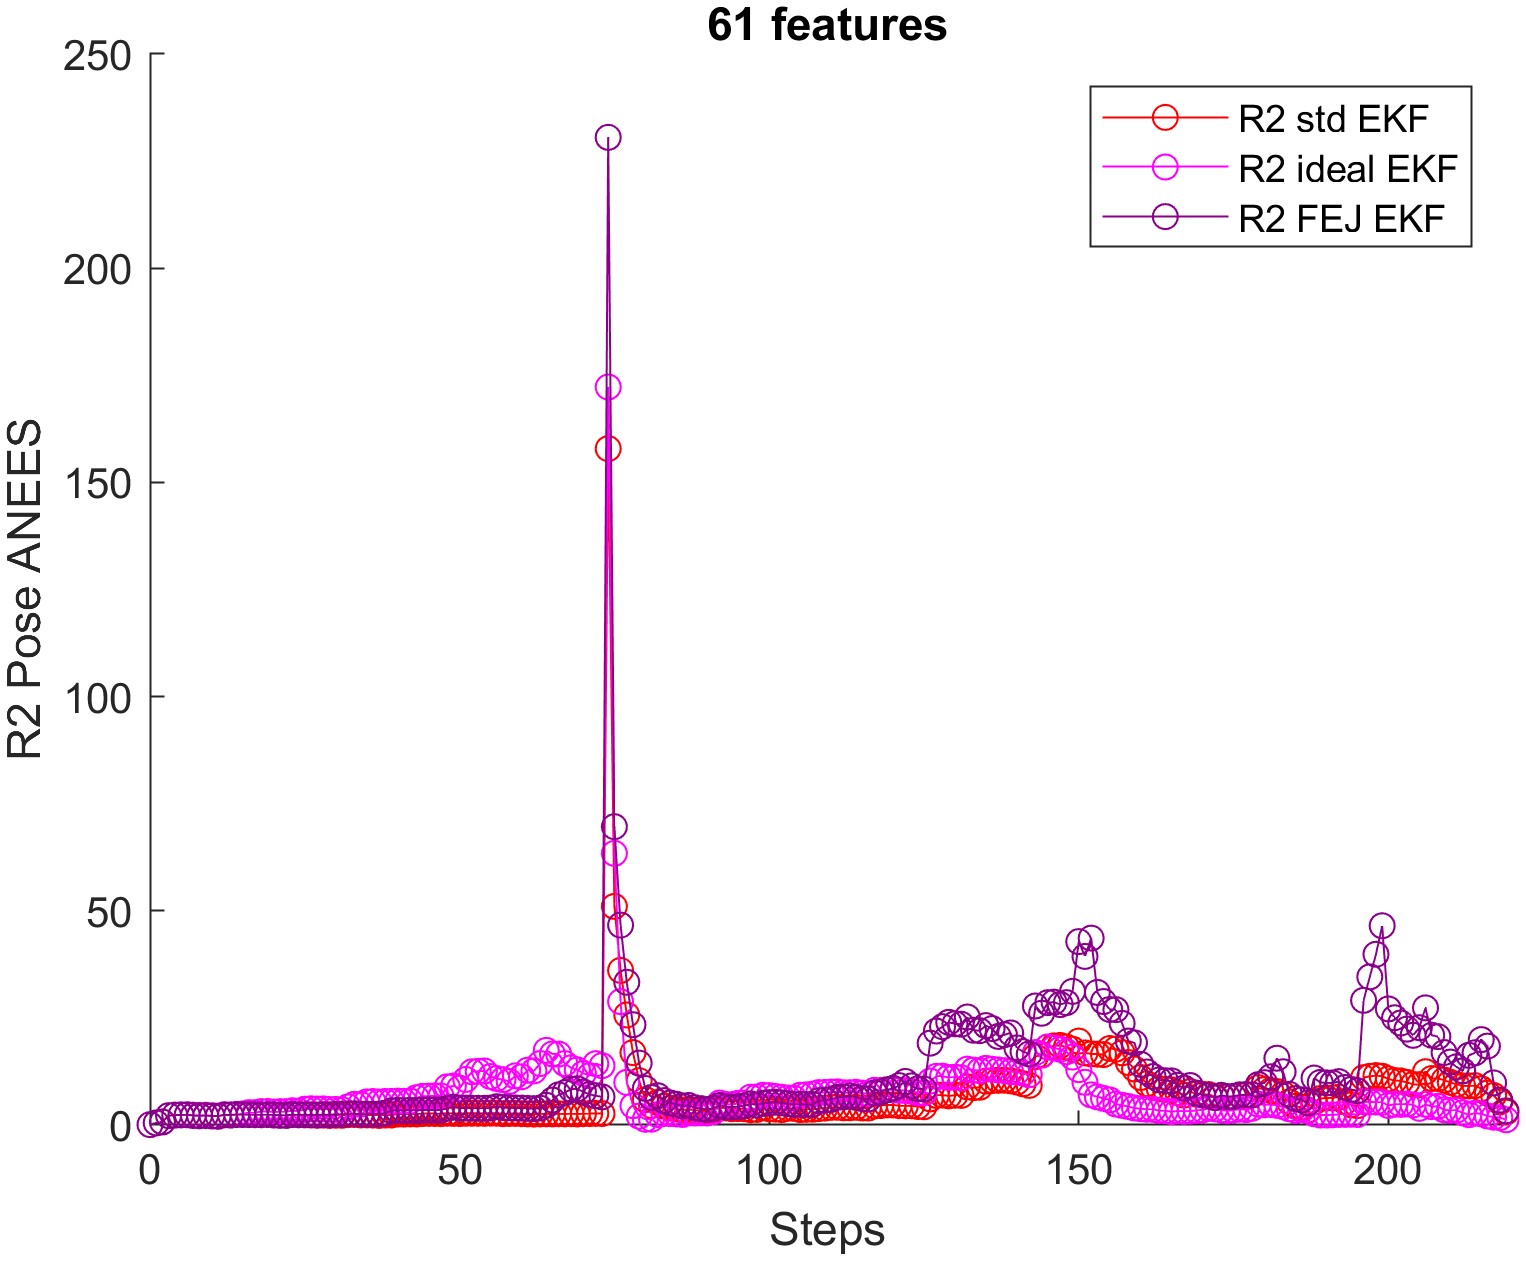 61 features
250
200
150
100
50
0
R2 Pose ANEES
R2 std EKF
R2 ideal EKF
R2 FEJ EKF
0 50 100 150 200
Steps